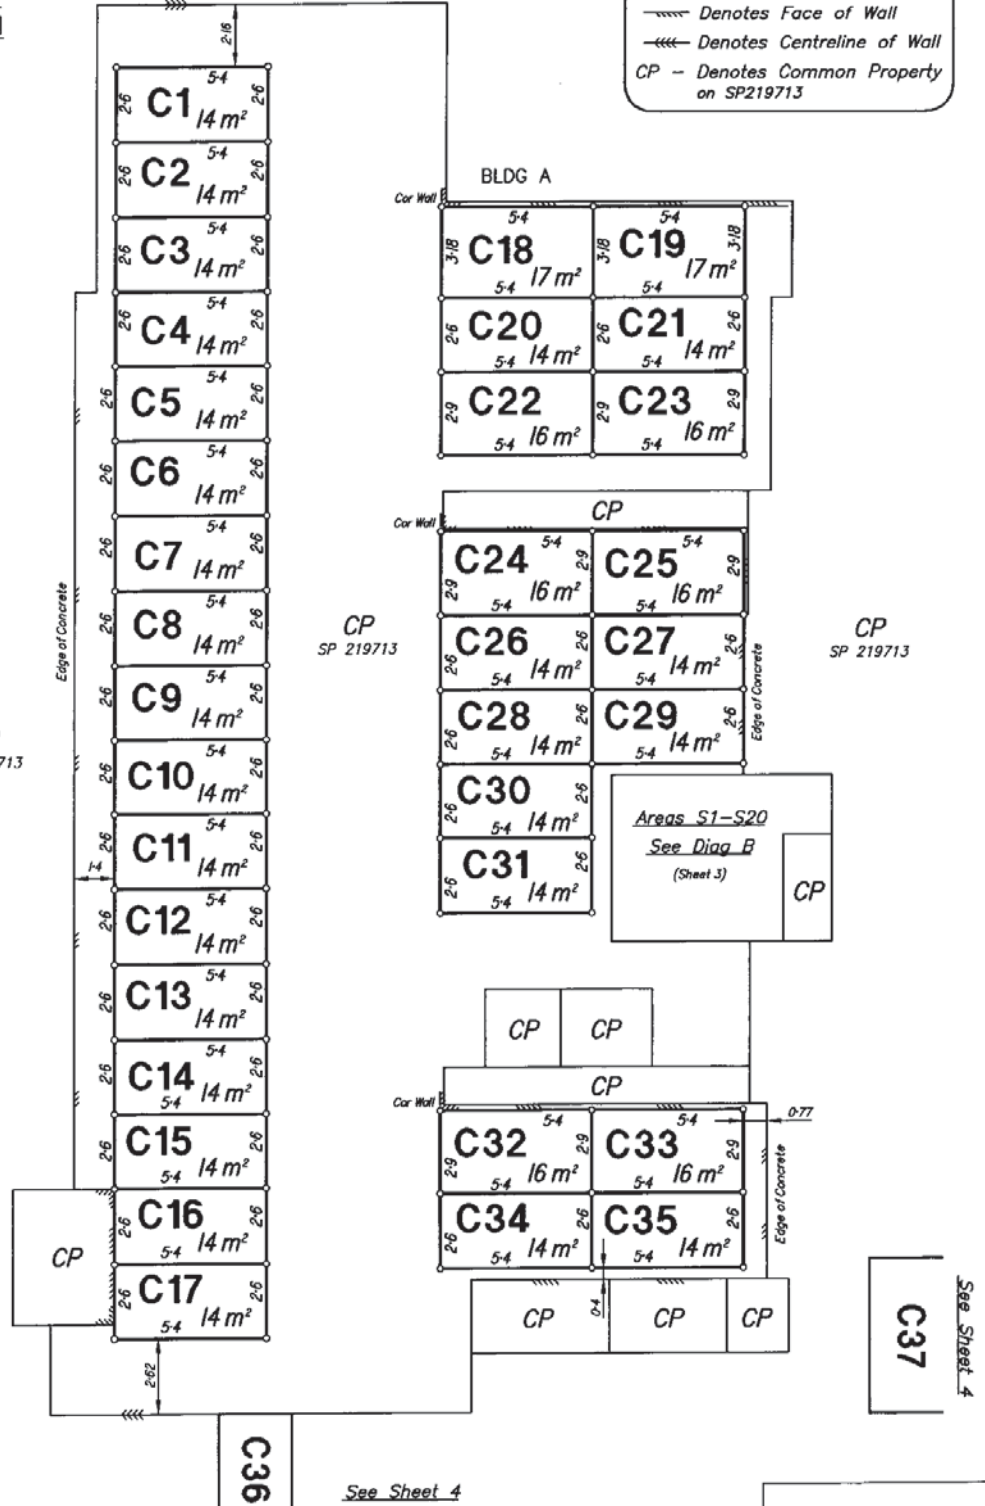 Denotes Face of Wall
Denotes Centreline of Wall
CP – Denotes Common Property
on SP219713
2·16
5·4
2·6 C1 2·6
14 m²
5·4
2·6 C2 2·6
14 m²
5·4
2·6 C3 2·6
14 m²
5·4
2·6 C4 2·6
14 m²
5·4
2·6 C5 2·6
14 m²
5·4
2·6 C6 2·6
14 m²
5·4
2·6 C7 2·6
14 m²
5·4
2·6 C8 2·6
14 m²
5·4
2·6 C9 2·6
14 m²
5·4
2·6 C10 2·6
14 m²
5·4
2·6 C11 2·6
14 m²
1·4
5·4
2·6 C12 2·6
14 m²
5·4
2·6 C13 2·6
14 m²
5·4
2·6 C14 2·6
5·4 14 m²
2·6 C15 2·6
5·4 14 m²
2·6 C16 2·6
5·4 14 m²
2·6 C17 2·6
5·4 14 m²
2·62
Edge of Concrete
713
CP
CP
SP 219713
BLDG A
Cor Wall
5·4 5·4
3·18 C18 3·18 C19 3·18
17 m² 17 m²
5·4 5·4
2·6 C20 2·6 C21 2·6
5·4 14 m² 5·4 14 m²
2·9 C22 2·9 C23 2·9
5·4 16 m² 5·4 16 m²
CP
Cor Wall
5·4 5·4
2·9 C24 2·9 C25 2·9
16 m² 16 m²
5·4 5·4
2·6 C26 2·6 C27 2·6
14 m² 14 m²
5·4 5·4
2·6 C28 2·6 C29 2·6
5·4 14 m² 5·4 14 m²
2·6 C30 2·6
5·4 14 m²
2·6 C31 2·6
5·4 14 m²
Edge of Concrete
CP
SP 219713
Areas S1–S20
See Diag B
(Sheet 3)
CP
CP CP
CP
Cor Wall
5·4 5·4
0·77
2·9 C32 2·9 C33 2·9
5·4 16 m² 5·4 16 m²
2·6 C34 2·6 C35 2·6
5·4 14 m² 5·4 14 m²
Edge of Concrete
0·4
CP CP CP
C37
See Sheet 4
C36
See Sheet 4